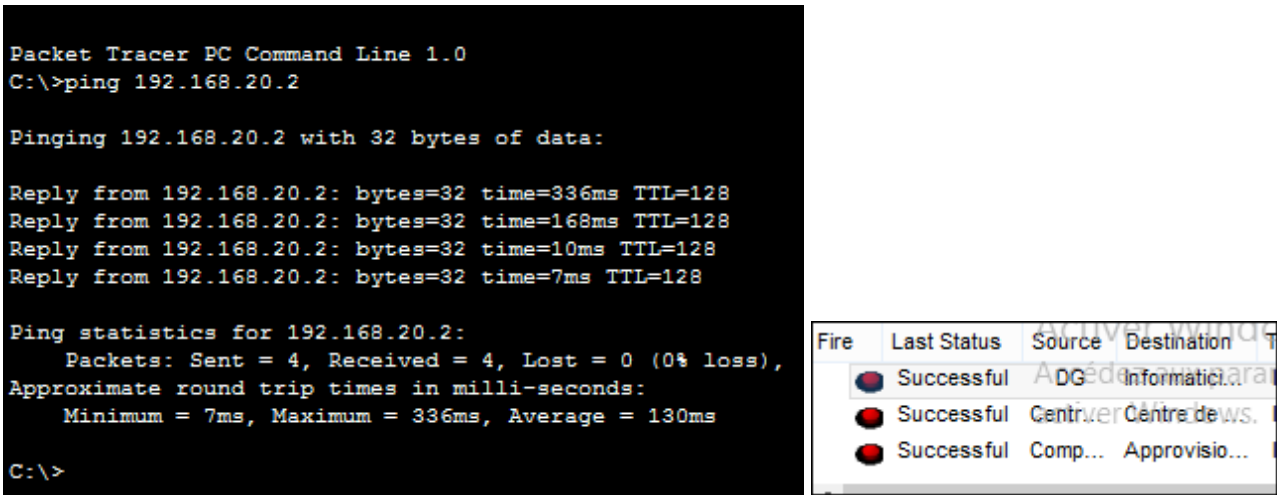 Packet Tracer PC Command Line 1.0
C:\>ping 192.168.20.2
Pinging 192.168.20.2 with 32 bytes of data:
Reply from 192.168.20.2: bytes=32 time=336ms TTL=128
Reply from 192.168.20.2: bytes=32 time=168ms TTL=128
Reply from 192.168.20.2: bytes=32 time=10ms TTL=128
Reply from 192.168.20.2: bytes=32 time=7ms TTL=128
Ping statistics for 192.168.20.2:
Packets: Sent = 4, Received = 4, Lost = 0 (0% loss),
Approximate round trip times in milli-seconds:
Minimum = 7ms, Maximum = 336ms, Average = 130ms
C:\>
Fire Last Status Source Destination
Successful DG Informatici...
Successful Centr... Centre de ...
Successful Comp... Approvisio...